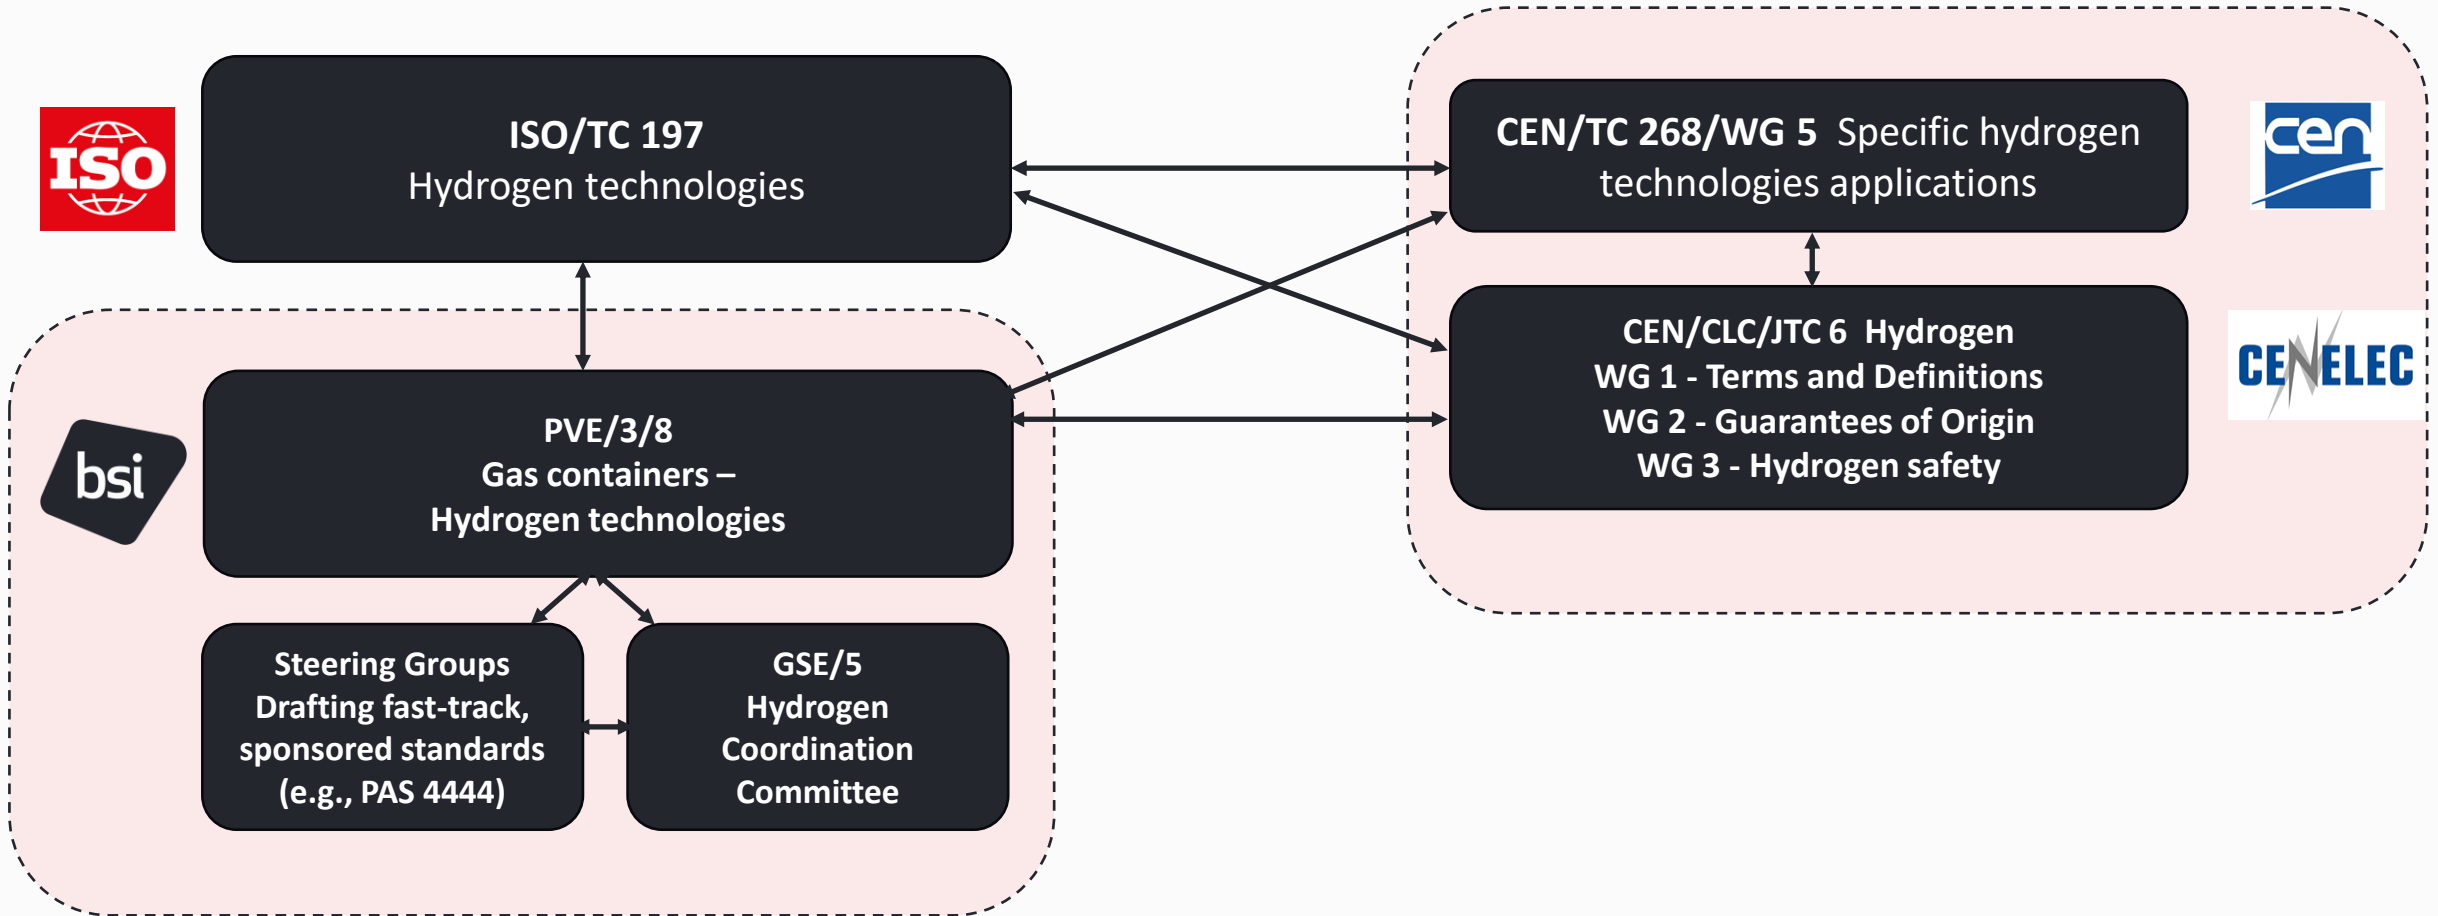 ISO
ISO/TC 197
Hydrogen technologies
CEN/TC 268/WG 5 Specific hydrogen
technologies applications
cen
CEN/CLC/JTC 6 Hydrogen
WG 1 - Terms and Definitions
WG 2 - Guarantees of Origin
WG 3 - Hydrogen safety
CENELEC
bsi
PVE/3/8
Gas containers –
Hydrogen technologies
Steering Groups
Drafting fast-track,
sponsored standards
(e.g., PAS 4444)
GSE/5
Hydrogen
Coordination
Committee